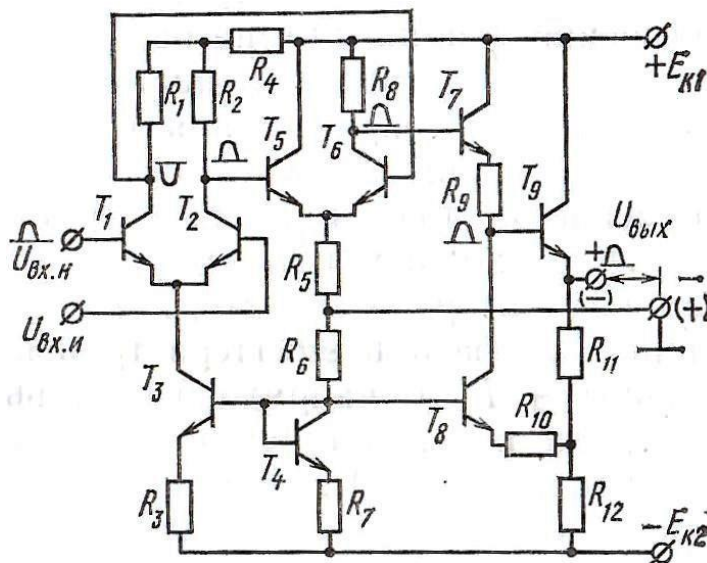 R₄
+Eк1
R₁
R₂
R₈
T₇
T₅
T₆
R₉
T₉
T₁
T₂
Uвх.н
Uвых
+
(−)
−
(+)
R₅
Uвх.и
R₆
R₁₁
T₃
T₈
R₁₀
T₄
R₃
R₇
R₁₂
−Eк2